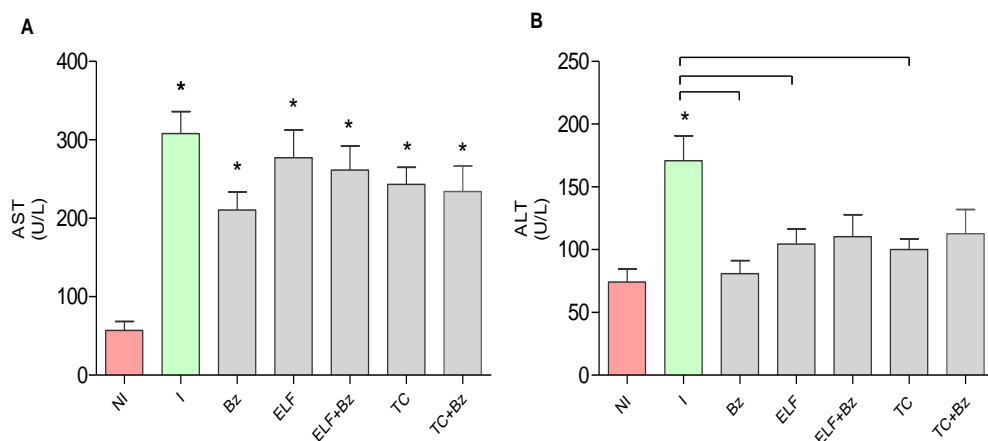 A
AST
(U/L)
400
300
200
100
0
*
*
*
*
*
*
NI
I
Bz
ELF
ELF+Bz
TC
TC+Bz
B
ALT
(U/L)
250
200
150
100
50
0
*
NI
I
Bz
ELF
ELF+Bz
TC
TC+Bz